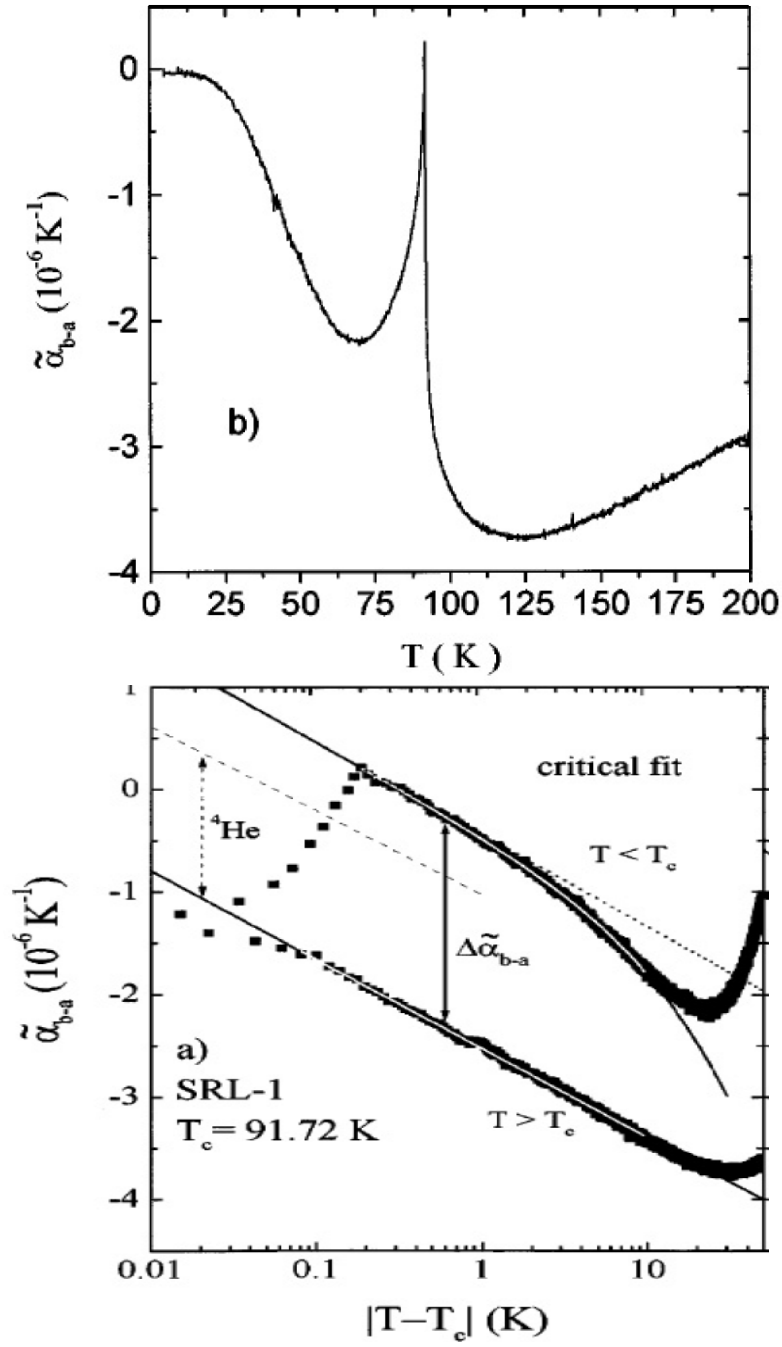 0
-1
-2
-3
-4
α̃b-a (10⁻⁶ K⁻¹)
b)
0 25 50 75 100 125 150 175 200
T ( K )
1
0
-1
-2
-3
-4
α̃b-a (10⁻⁶ K⁻¹)
critical fit
⁴He
T < Tc
Δα̃b-a
a)
SRL-1
Tc= 91.72 K
T > Tc
0.01 0.1 1 10
|T−Tc| (K)